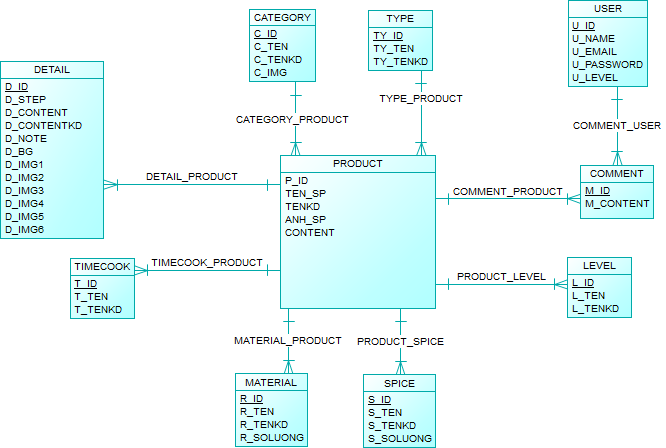 CATEGORY
C_ID
C_TEN
C_TENKD
C_IMG
TYPE
TY_ID
TY_TEN
TY_TENKD
USER
U_ID
U_NAME
U_EMAIL
U_PASSWORD
U_LEVEL
DETAIL
D_ID
D_STEP
D_CONTENT
D_CONTENTKD
D_NOTE
D_BG
D_IMG1
D_IMG2
D_IMG3
D_IMG4
D_IMG5
D_IMG6
CATEGORY_PRODUCT
TYPE_PRODUCT
COMMENT_USER
DETAIL_PRODUCT
PRODUCT
P_ID
TEN_SP
TENKD
ANH_SP
CONTENT
COMMENT_PRODUCT
COMMENT
M_ID
M_CONTENT
TIMECOOK
T_ID
T_TEN
T_TENKD
TIMECOOK_PRODUCT
PRODUCT_LEVEL
LEVEL
L_ID
L_TEN
L_TENKD
MATERIAL_PRODUCT
PRODUCT_SPICE
MATERIAL
R_ID
R_TEN
R_TENKD
R_SOLUONG
SPICE
S_ID
S_TEN
S_TENKD
S_SOLUONG